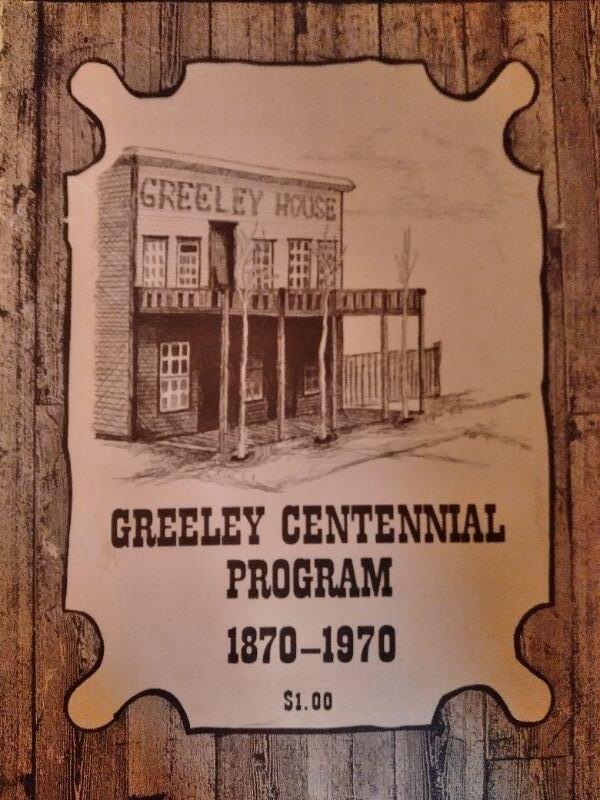 GREELEY HOUSE
GREELEY CENTENNIAL
PROGRAM
1870–1970
$1.00